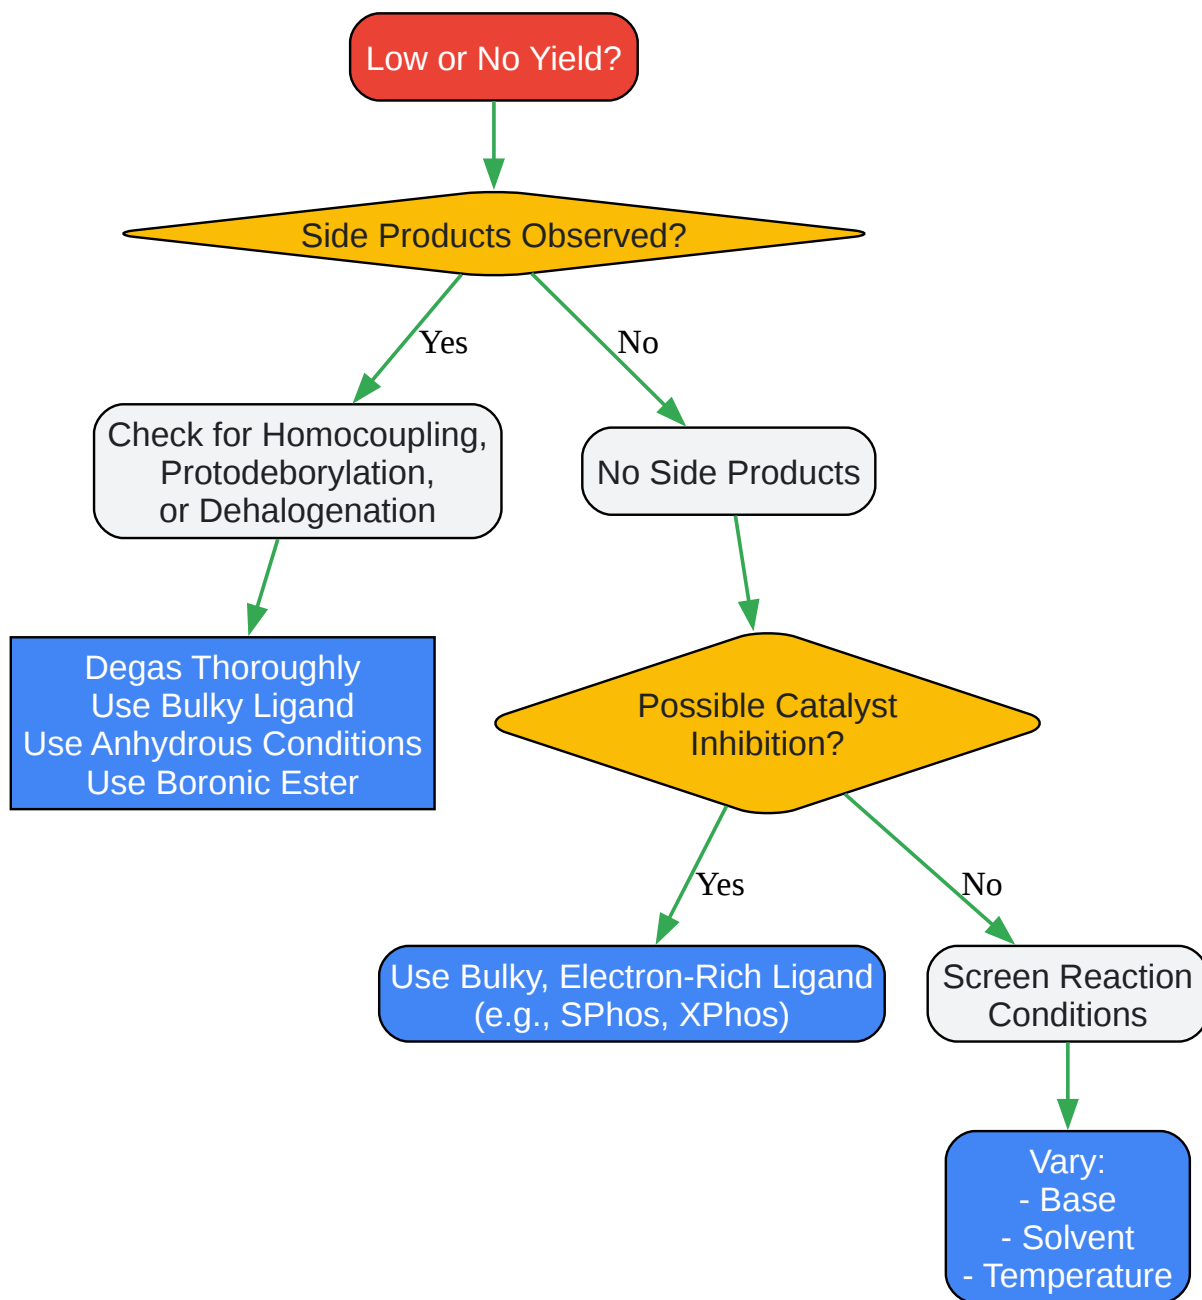 Low or No Yield?
Side Products Observed?
Yes
No
Check for Homocoupling,
Protodeborylation,
or Dehalogenation
No Side Products
Degas Thoroughly
Use Bulky Ligand
Use Anhydrous Conditions
Use Boronic Ester
Possible Catalyst
Inhibition?
Yes
No
Use Bulky, Electron-Rich Ligand
(e.g., SPhos, XPhos)
Screen Reaction
Conditions
Vary:
- Base
- Solvent
- Temperature